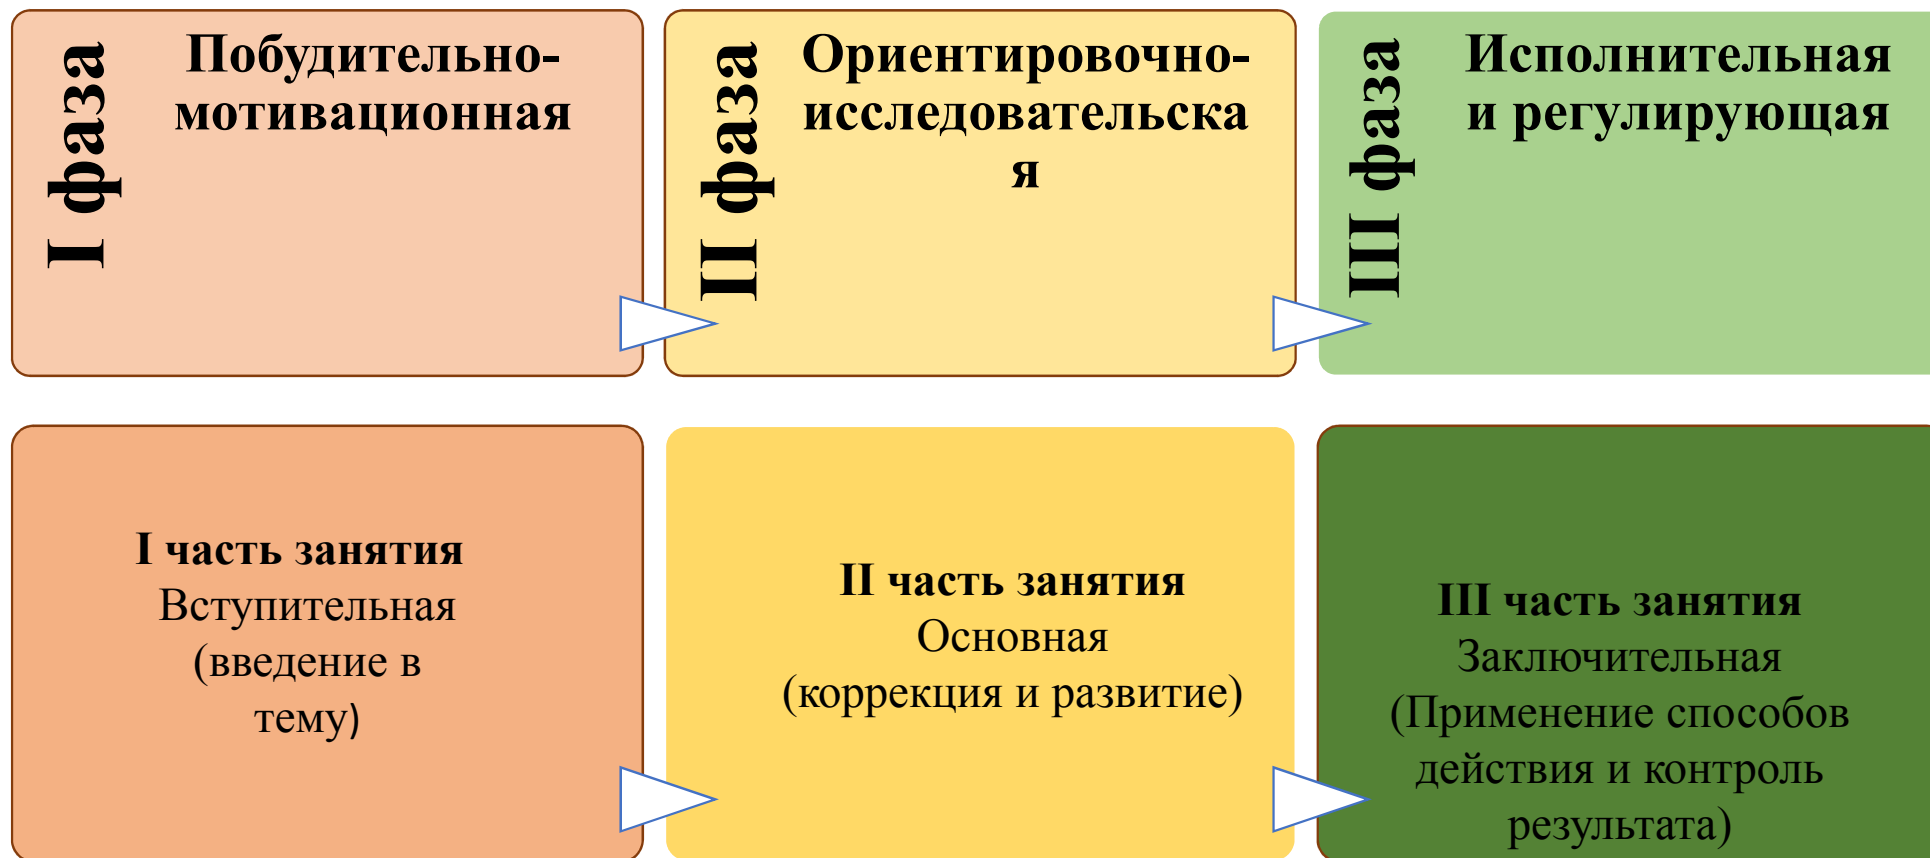 I фаза
Побудительно-
мотивационная
II фаза
Ориентировочно-
исследовательска
я
III фаза
Исполнительная
и регулирующая
I часть занятия
Вступительная
(введение в
тему)
II часть занятия
Основная
(коррекция и развитие)
III часть занятия
Заключительная
(Применение способов
действия и контроль
результата)